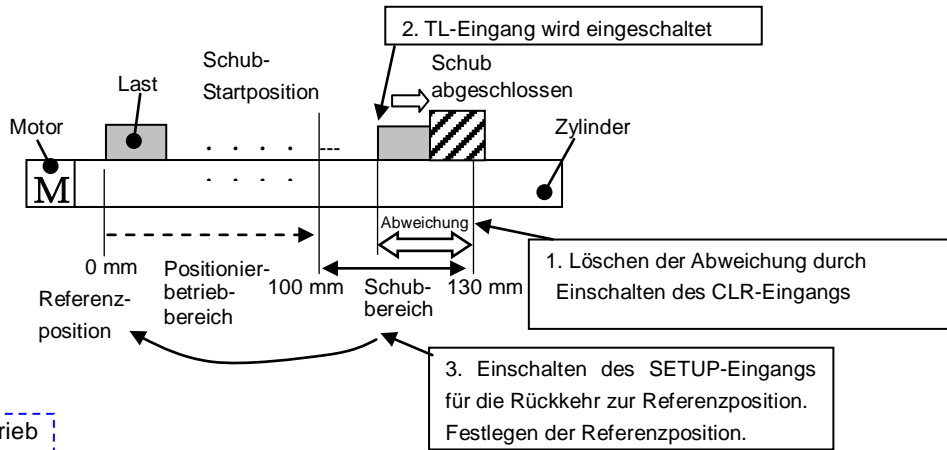 2. TL-Eingang wird eingeschaltet
Schub-
Startposition
Schub
abgeschlossen
Last
Motor
Zylinder
M
Abweichung
0 mm
Positionier-
betrieb-
bereich
100 mm
Schub-
bereich
130 mm
Referenz-
position
1. Löschen der Abweichung durch
Einschalten des CLR-Eingangs
3. Einschalten des SETUP-Eingangs
für die Rückkehr zur Referenzposition.
Festlegen der Referenzposition.
rieb